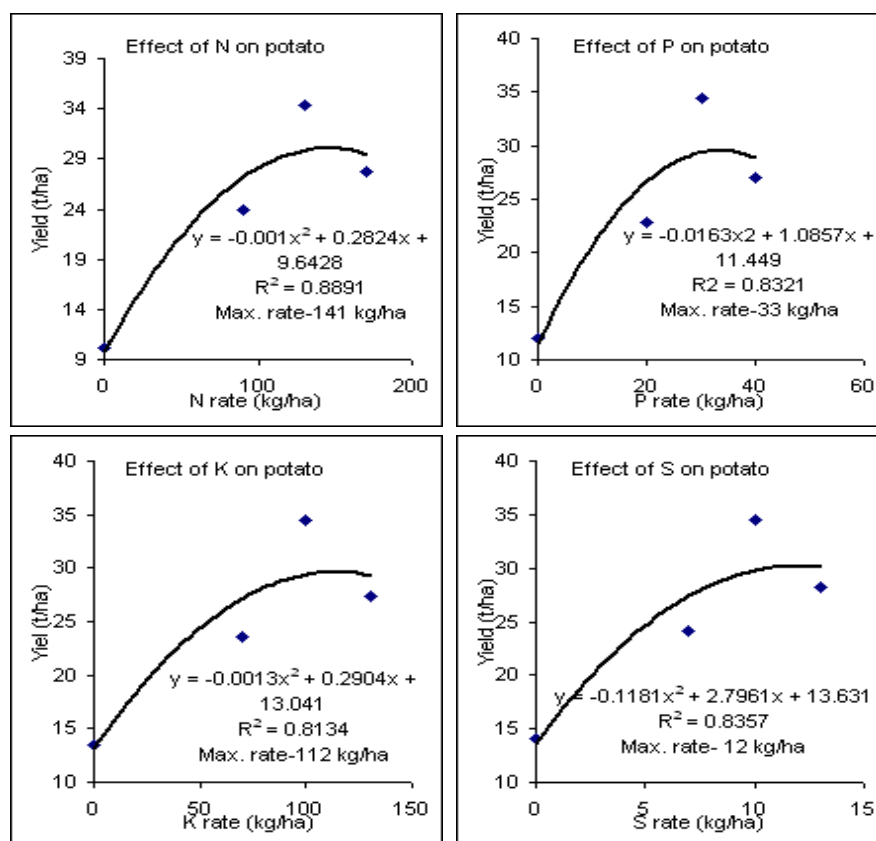 Effect of N on potato
39
34
29
24
19
14
9
Yield (t/ha)
y = -0.001x² + 0.2824x +
9.6428
R² = 0.8891
Max. rate-141 kg/ha
0
100
200
N rate (kg/ha)
Effect of P on potato
40
35
30
25
20
15
10
Yield (t/ha)
y = -0.0163x2 + 1.0857x +
11.449
R2 = 0.8321
Max. rate-33 kg/ha
0
20
40
60
P rate (kg/ha)
Effect of K on potato
40
35
30
25
20
15
10
Yiel (t/ha)
y = -0.0013x² + 0.2904x +
13.041
R² = 0.8134
Max. rate-112 kg/ha
0
50
100
150
K rate (kg/ha)
Effect of S on potato
40
35
30
25
20
15
10
Yield (t/ha)
y = -0.1181x² + 2.7961x + 13.631
R² = 0.8357
Max. rate- 12 kg/ha
0
5
10
15
S rate (kg/ha)